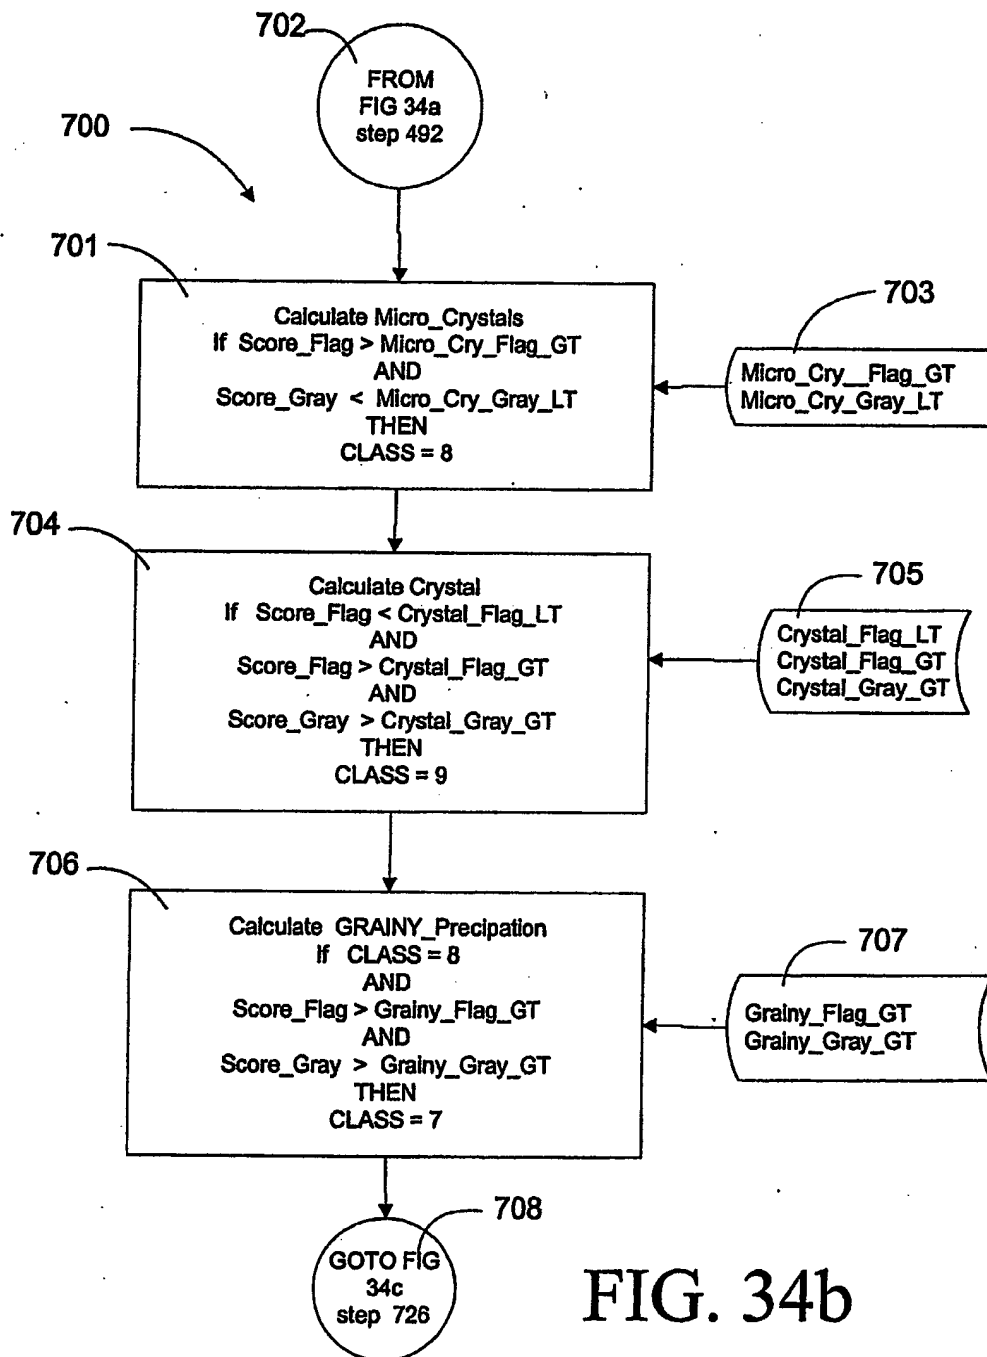 702
FROM
FIG 34a
step 492
700
701
Calculate Micro_Crystals
If Score_Flag > Micro_Cry_Flag_GT
AND
Score_Gray < Micro_Cry_Gray_LT
THEN
CLASS = 8
703
Micro_Cry__Flag_GT
Micro_Cry_Gray_LT
704
Calculate Crystal
If Score_Flag < Crystal_Flag_LT
AND
Score_Flag > Crystal_Flag_GT
AND
Score_Gray > Crystal_Gray_GT
THEN
CLASS = 9
705
Crystal_Flag_LT
Crystal_Flag_GT
Crystal_Gray_GT
706
Calculate GRAINY_Precipation
If CLASS = 8
AND
Score_Flag > Grainy_Flag_GT
AND
Score_Gray > Grainy_Gray_GT
THEN
CLASS = 7
707
Grainy_Flag_GT
Grainy_Gray_GT
708
GOTO FIG
34c
step 726
FIG. 34b